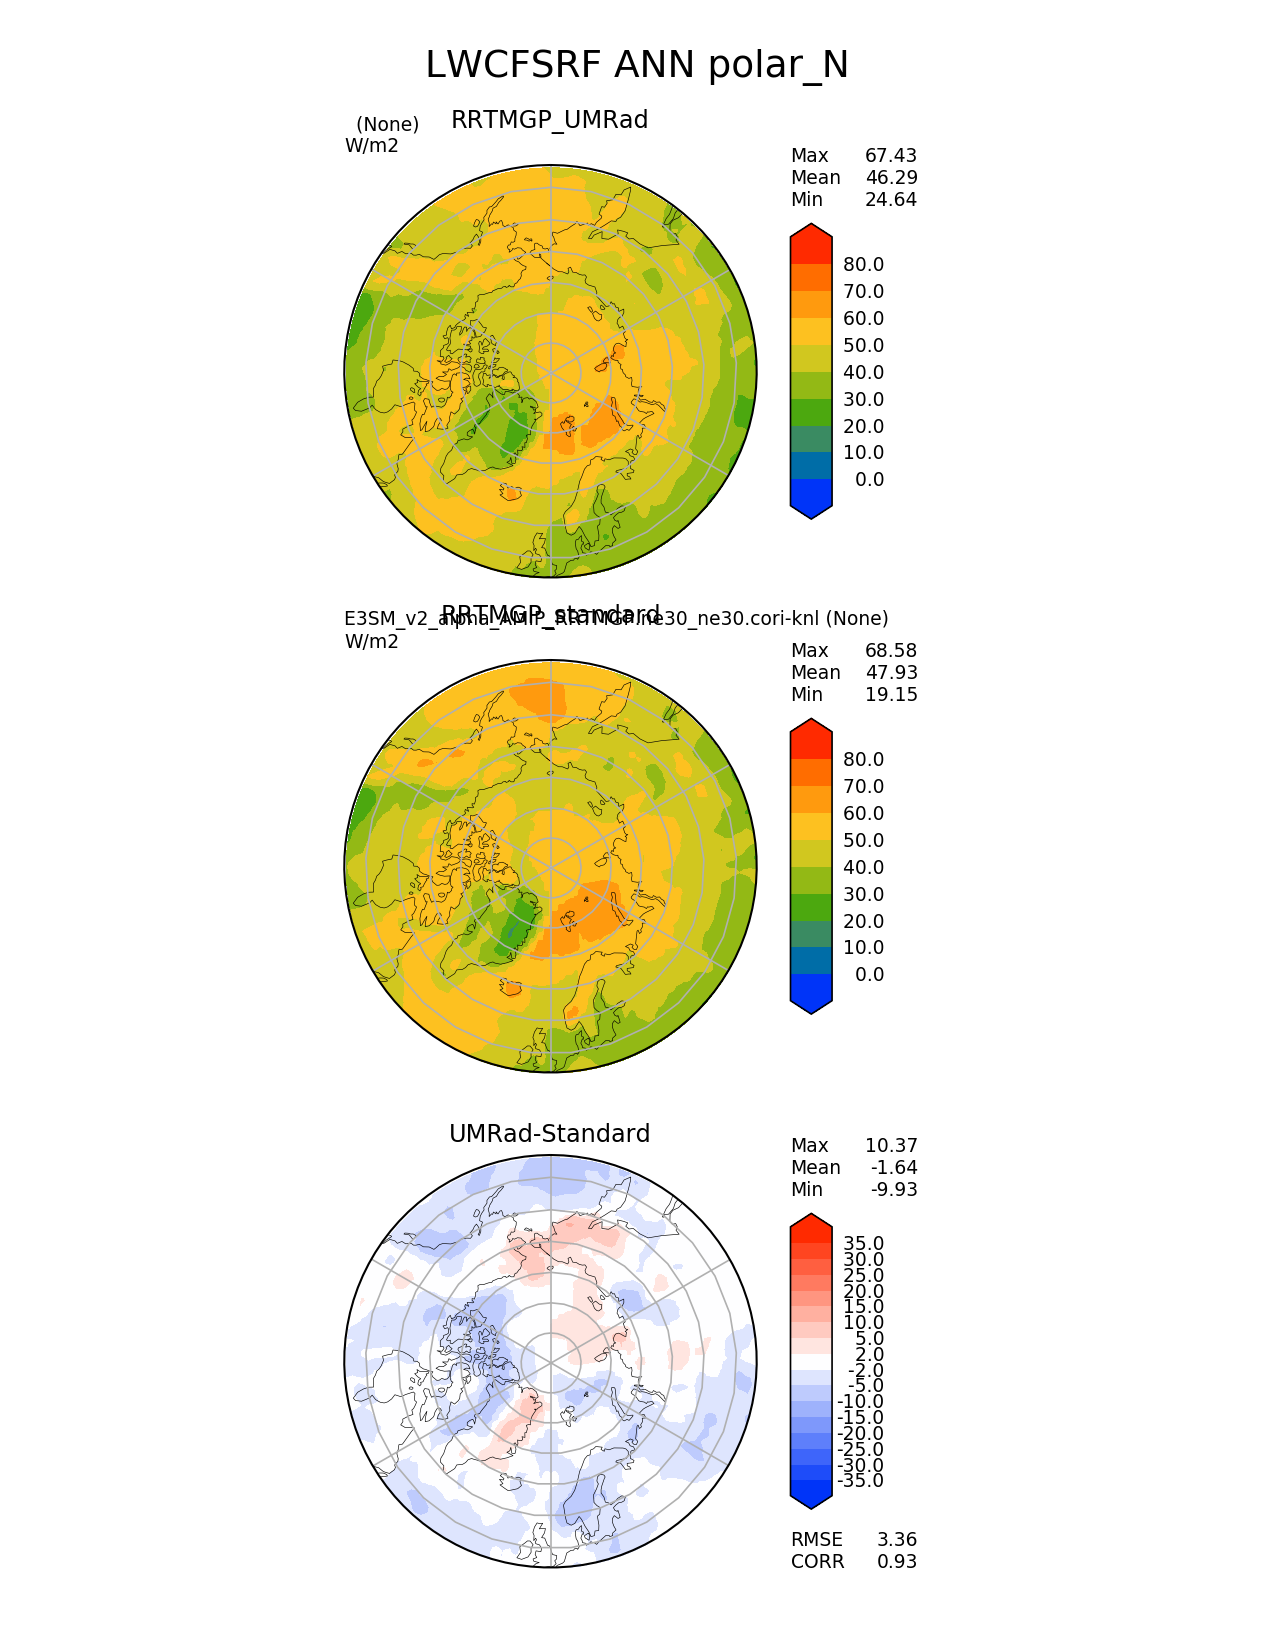 LWCFSRF ANN polar_N
(None)
RRTMGP_UMRad
W/m2
Max 67.43
Mean 46.29
Min 24.64
80.0
70.0
60.0
50.0
40.0
30.0
20.0
10.0
0.0
RRTMGP_standard
E3SM_v2_alpha_AMIP_RRTMGP.ne30_ne30.cori-knl (None)
W/m2
Max 68.58
Mean 47.93
Min 19.15
80.0
70.0
60.0
50.0
40.0
30.0
20.0
10.0
0.0
UMRad-Standard
Max 10.37
Mean -1.64
Min -9.93
35.0
30.0
25.0
20.0
15.0
10.0
5.0
2.0
-2.0
-5.0
-10.0
-15.0
-20.0
-25.0
-30.0
-35.0
RMSE 3.36
CORR 0.93